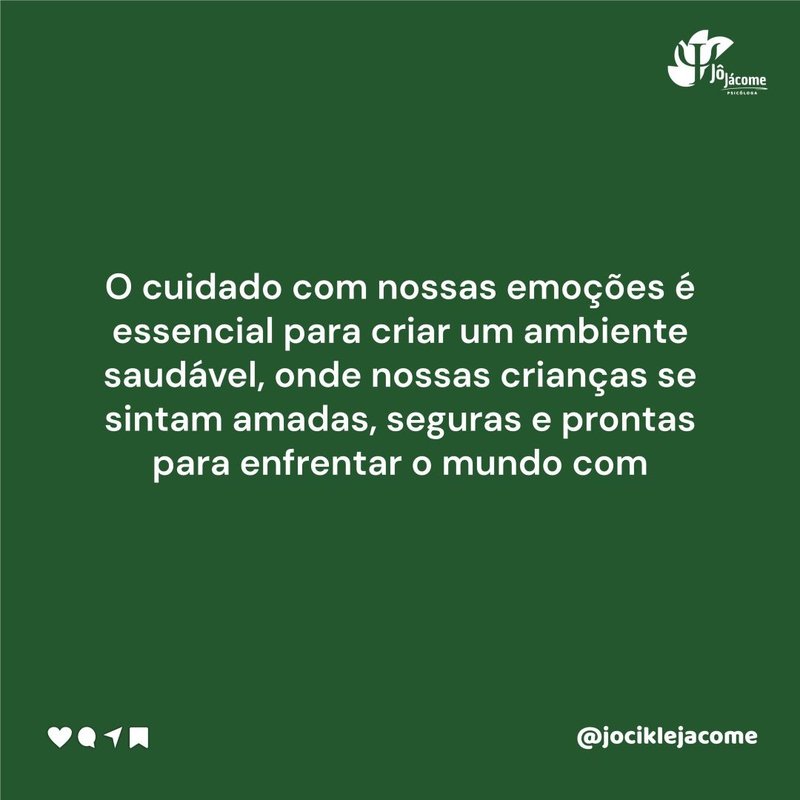 Jô Jácome
PSICÓLOGA
O cuidado com nossas emoções é
essencial para criar um ambiente
saudável, onde nossas crianças se
sintam amadas, seguras e prontas
para enfrentar o mundo com
@jociklejacome